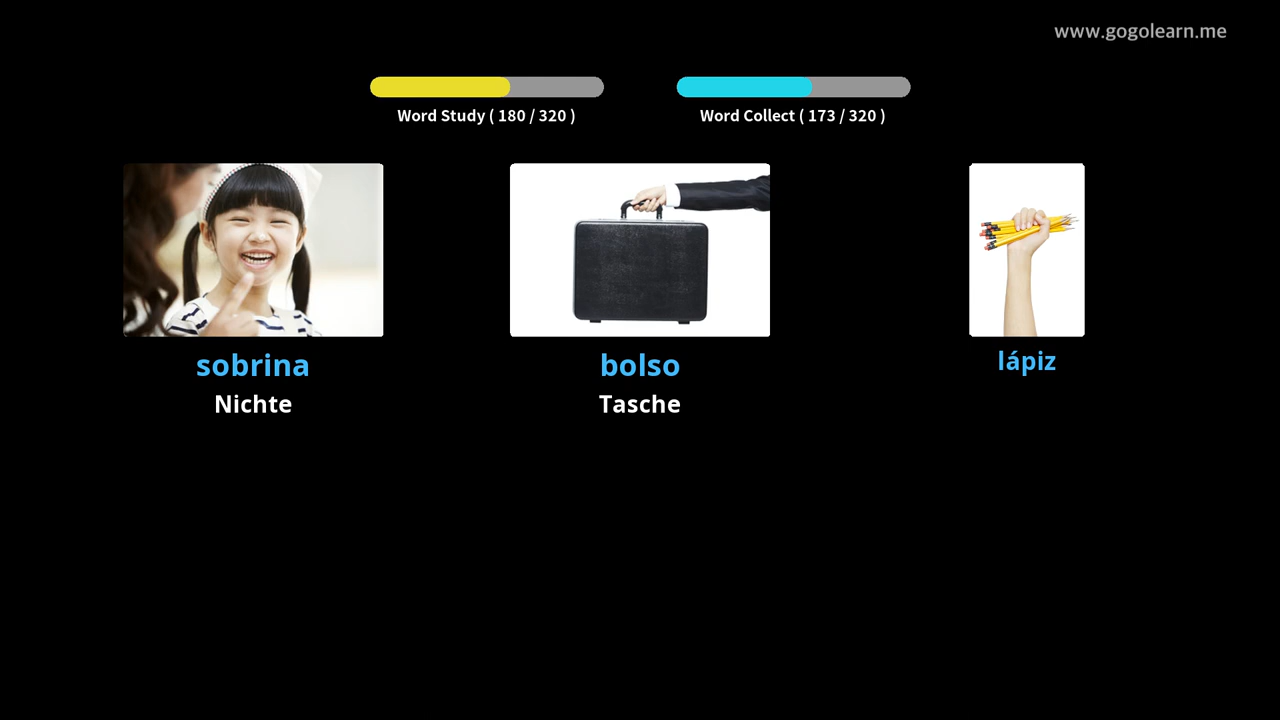 www.gogolearn.me
Word Study ( 180 / 320 )
Word Collect ( 173 / 320 )
sobrina
Nichte
bolso
Tasche
lápiz